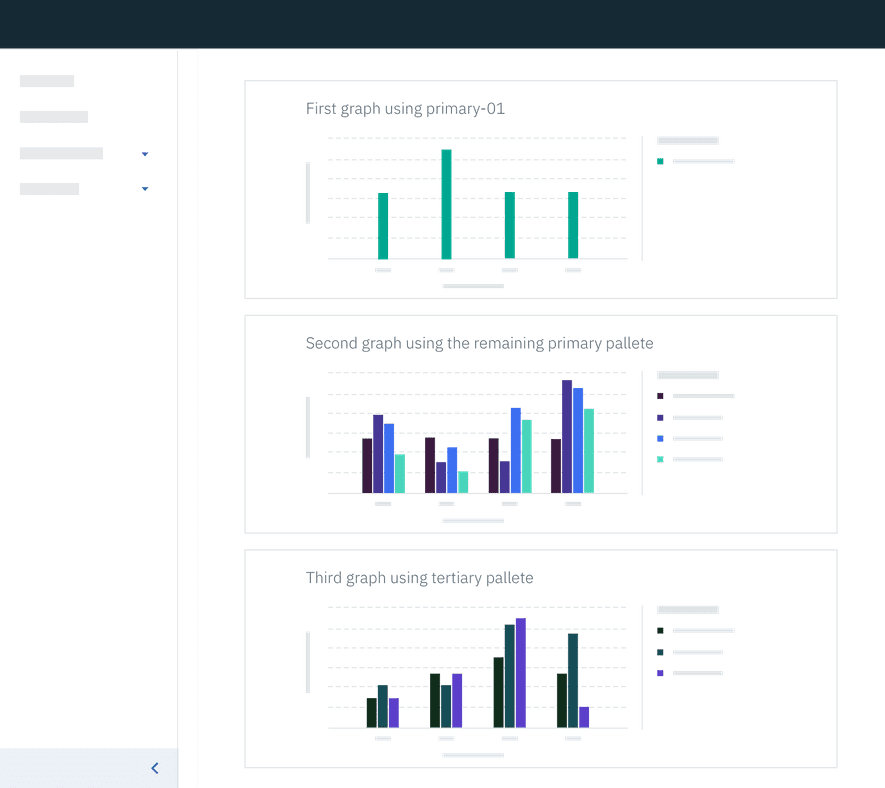 First graph using primary-01
Second graph using the remaining primary pallete
Third graph using tertiary pallete